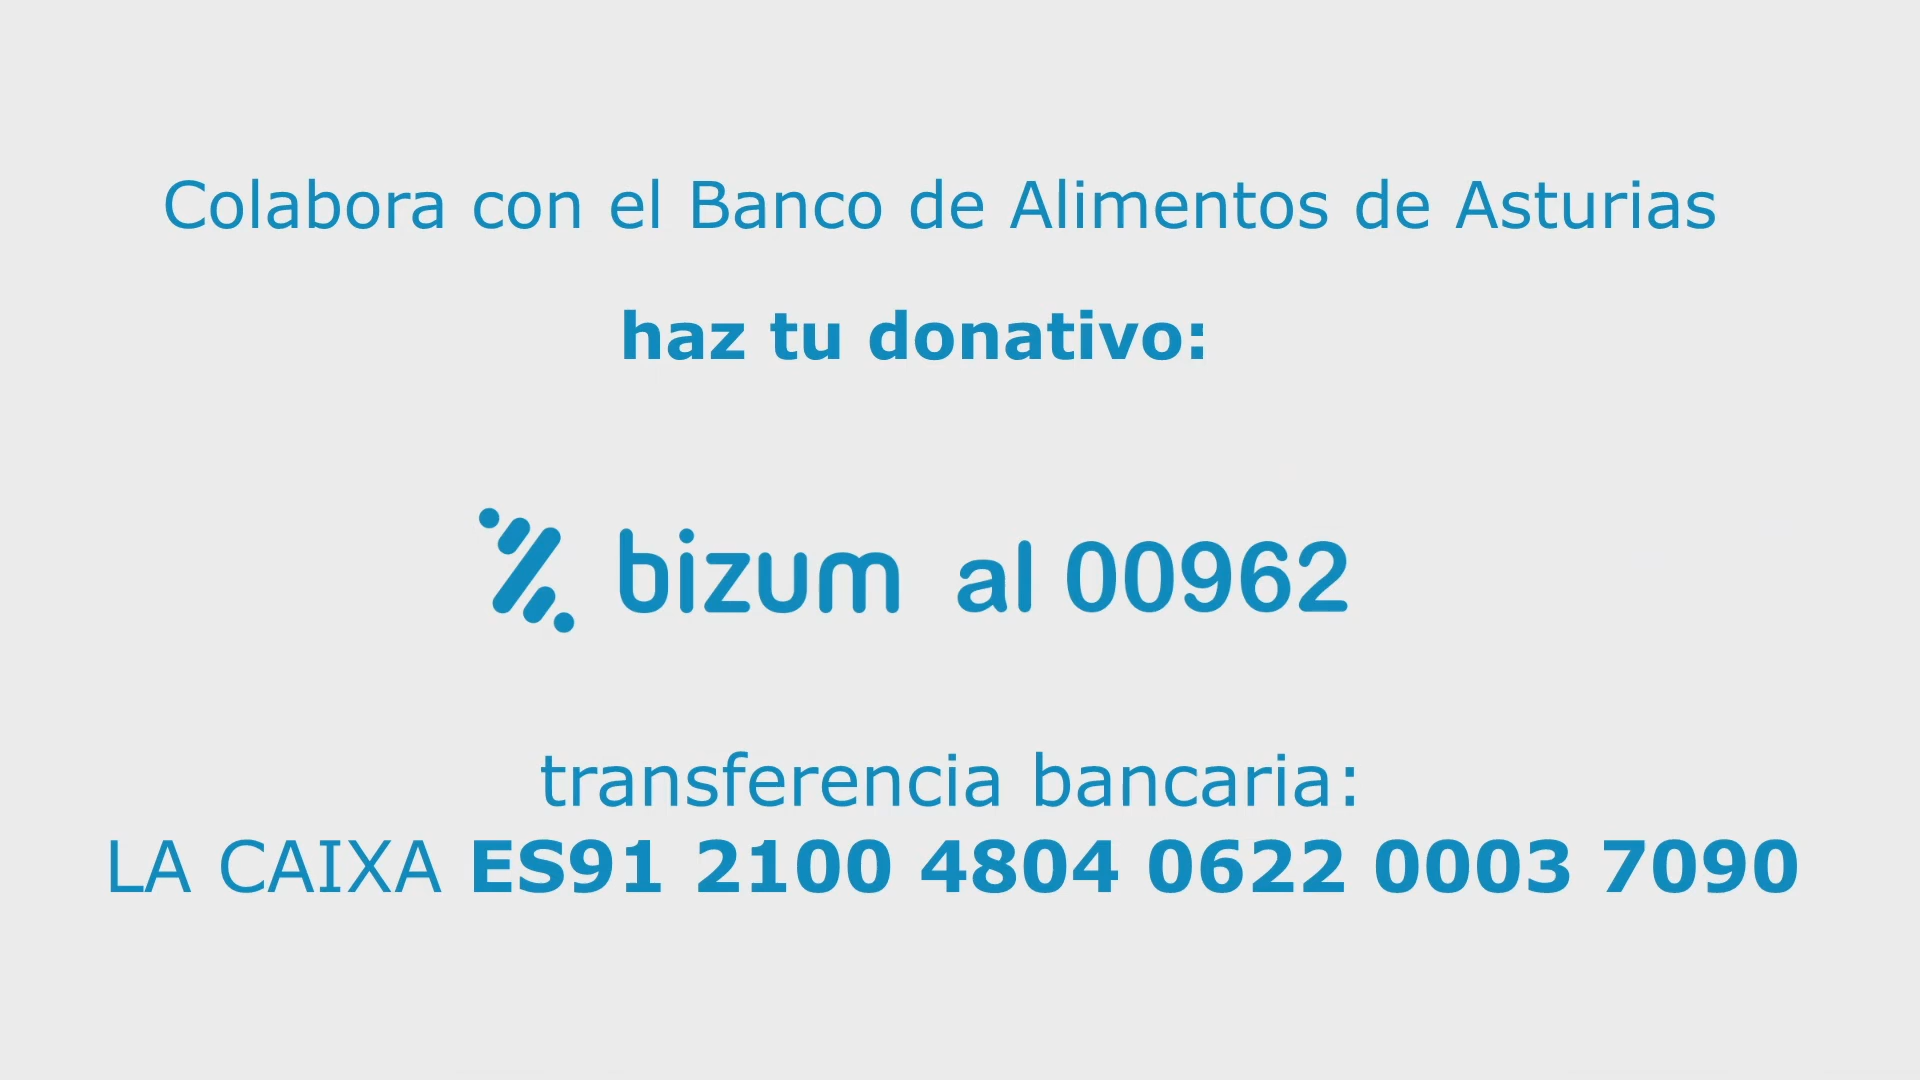 Colabora con el Banco de Alimentos de Asturias
haz tu donativo:
bizum al 00962
transferencia bancaria:
LA CAIXA ES91 2100 4804 0622 0003 7090